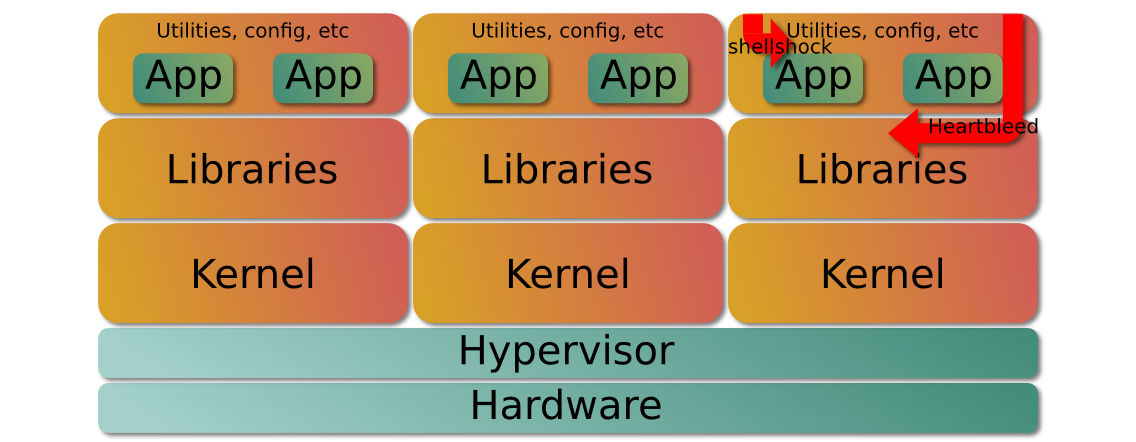 Utilities, config, etc
App App
Libraries
Kernel
Utilities, config, etc
App App
Libraries
Kernel
Utilities, config, etc
shellshock
App App
Heartbleed
Libraries
Kernel
Hypervisor
Hardware